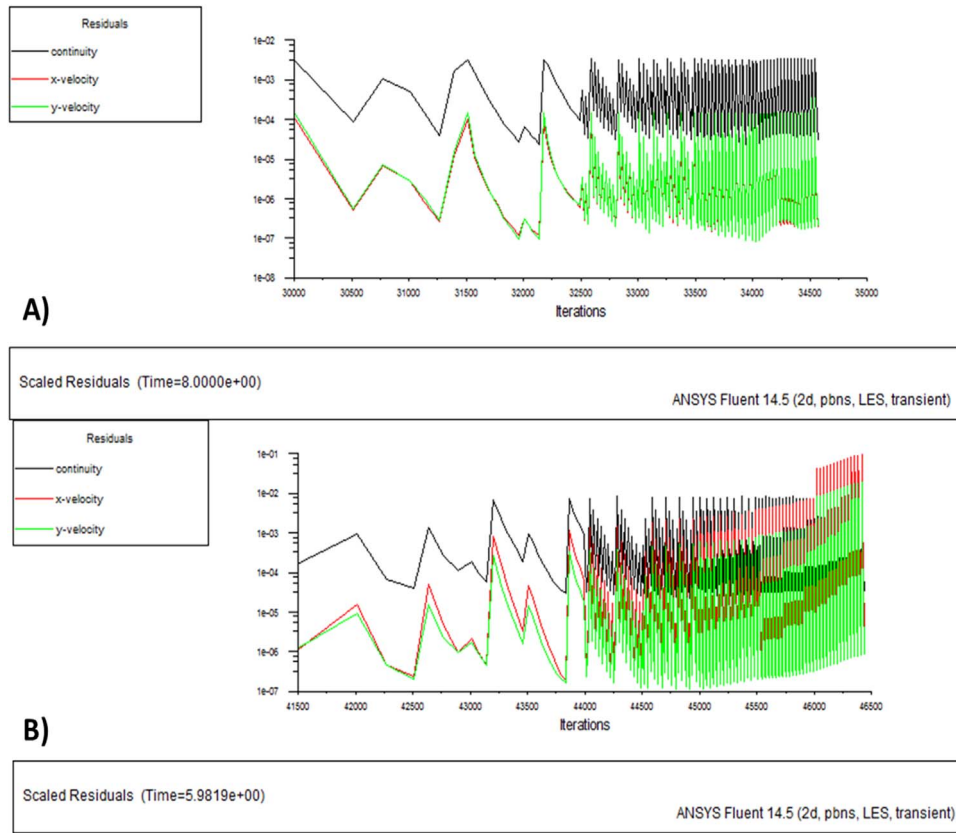 Residuals
continuity
x-velocity
y-velocity
1e-02
1e-03
1e-04
1e-05
1e-06
1e-07
1e-08
30000 30500 31000 31500 32000 32500 33000 33500 34000 34500 35000
Iterations
A)
Scaled Residuals (Time=8.0000e+00)
ANSYS Fluent 14.5 (2d, pbns, LES, transient)
Residuals
continuity
x-velocity
y-velocity
1e-01
1e-02
1e-03
1e-04
1e-05
1e-06
1e-07
41500 42000 42500 43000 43500 44000 44500 45000 45500 46000 46500
Iterations
B)
Scaled Residuals (Time=5.9819e+00)
ANSYS Fluent 14.5 (2d, pbns, LES, transient)